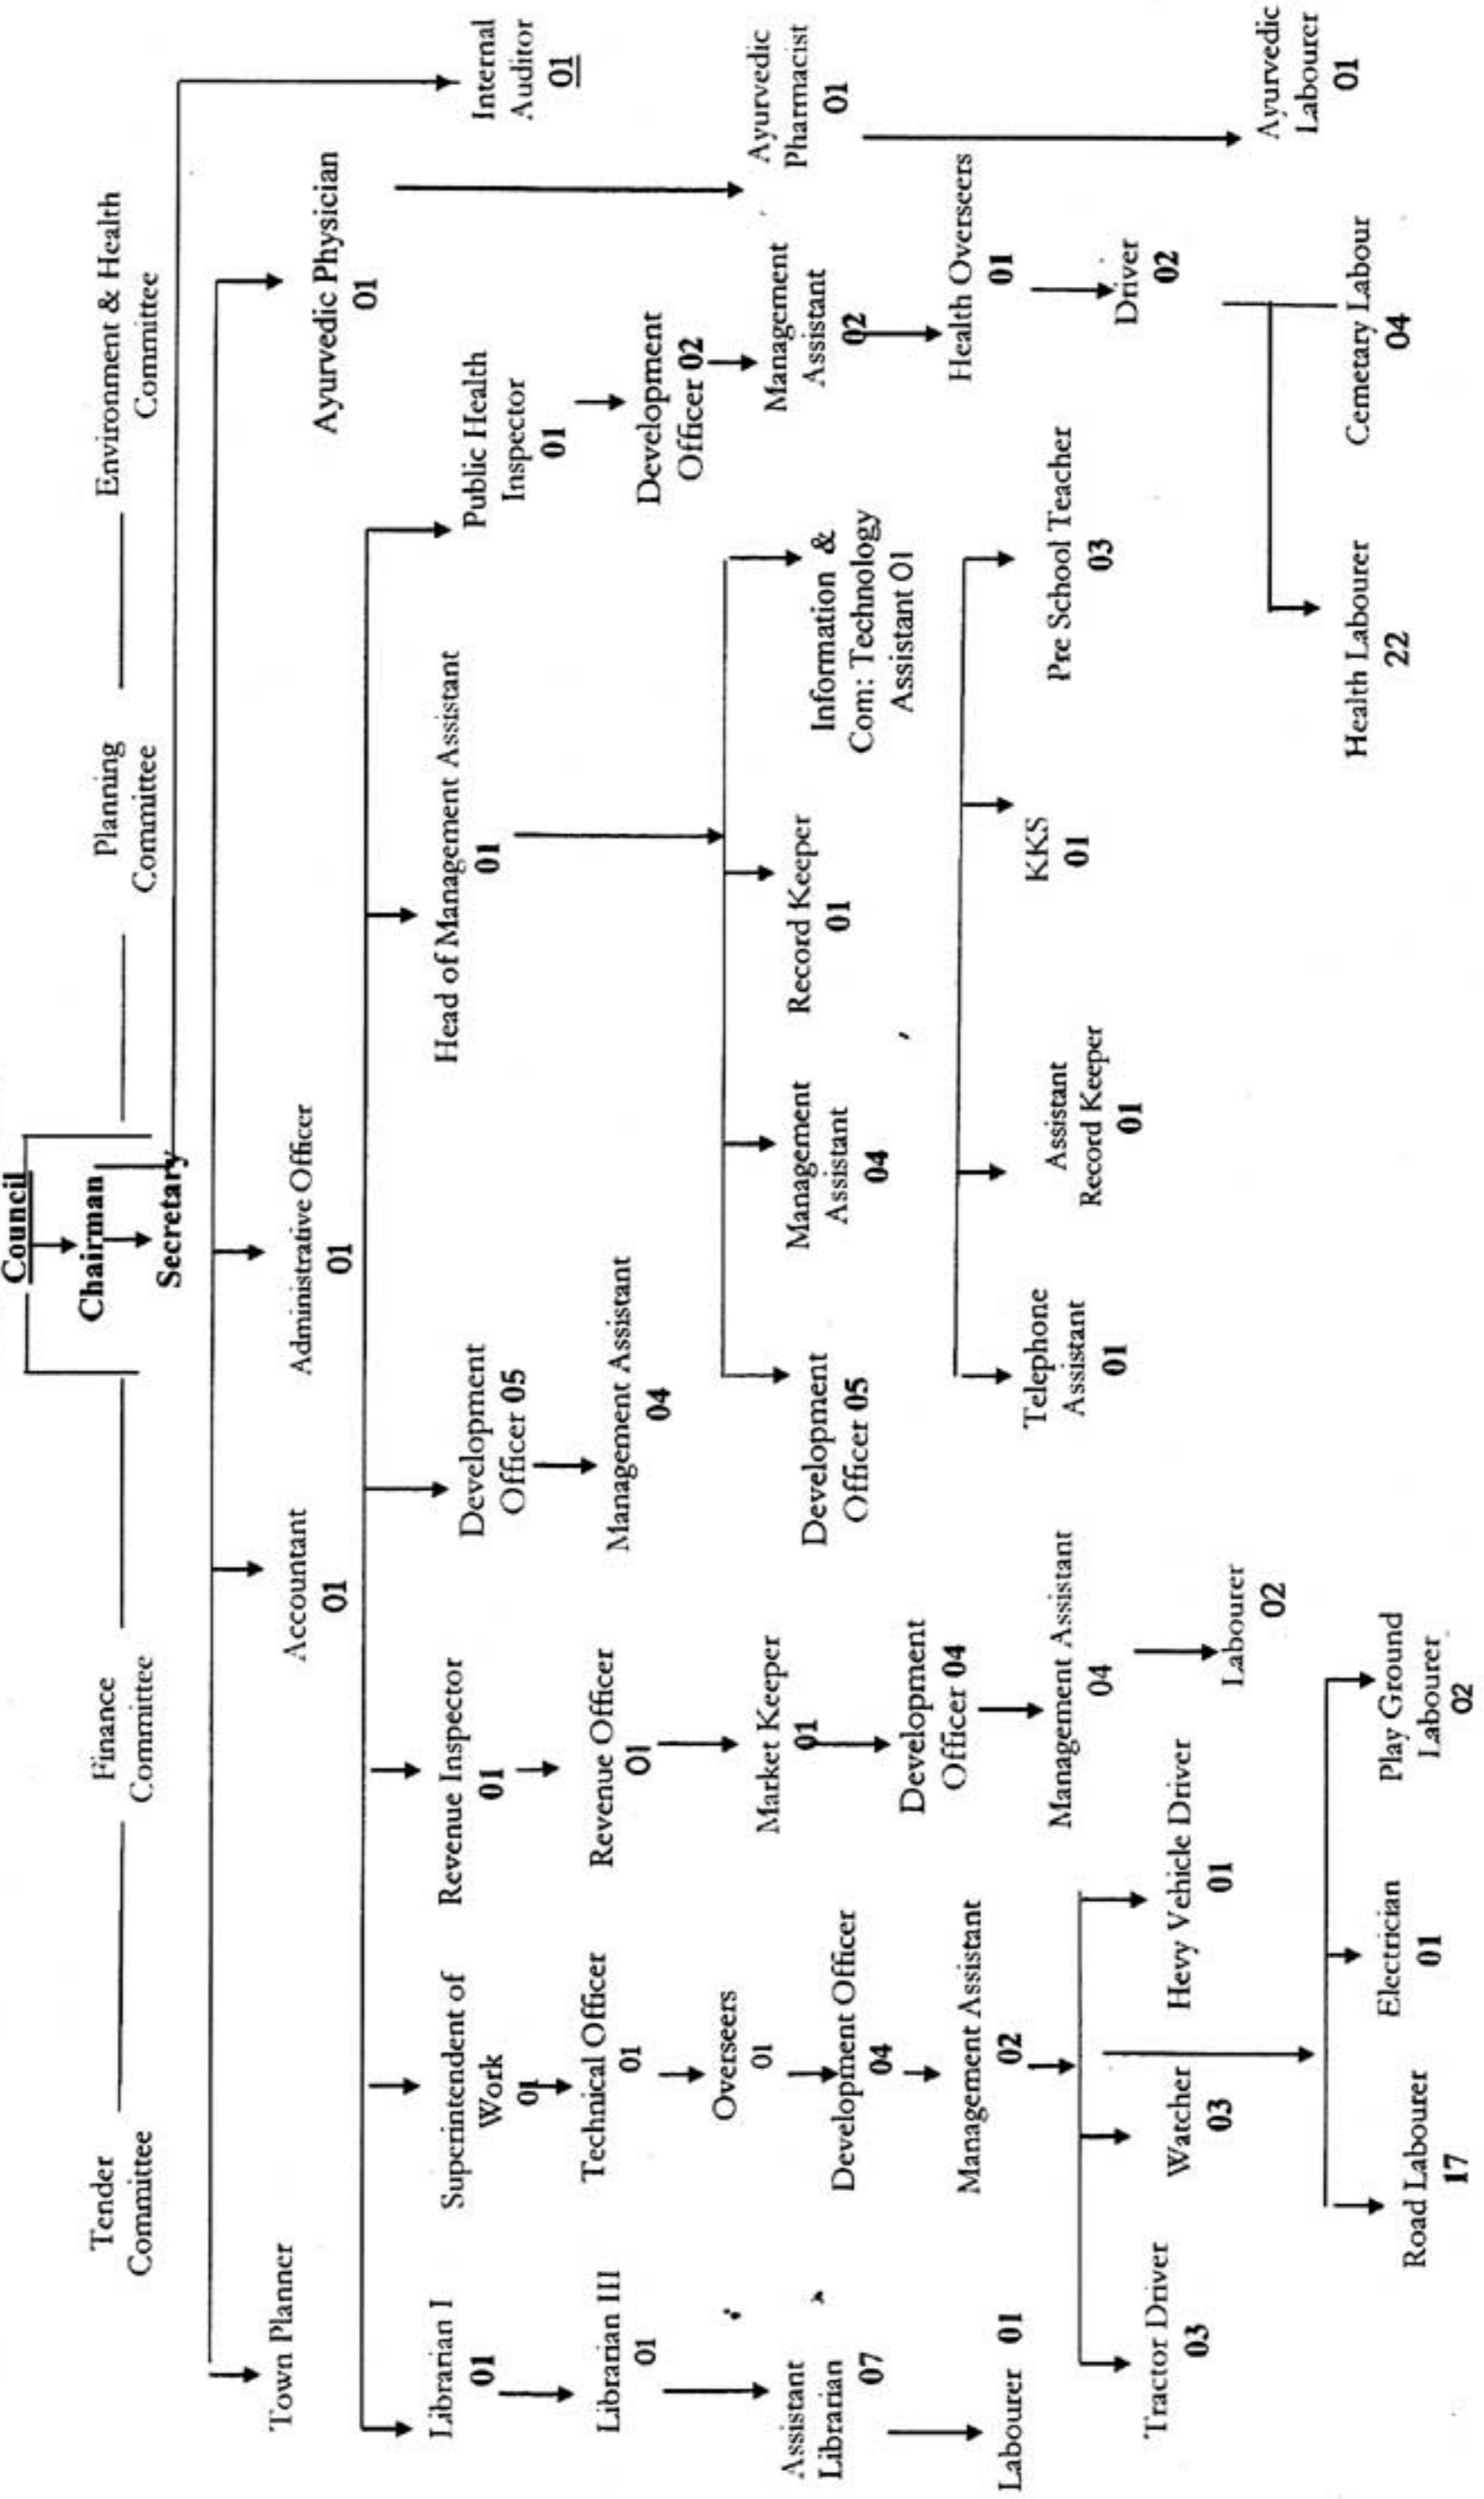 Council
Chairman
Secretary
Tender
Committee
Finance
Committee
Planning
Committee
Environment & Health
Committee
Town Planner
Accountant
01
Administrative Officer
01
Ayurvedic Physician
01
Internal
Auditor
01
Librarian I
01
Librarian III
01
Assistant
Librarian
07
Labourer 01
Superintendent of
Work
01
Technical Officer
01
Overseers
01
Development Officer
04
Management Assistant
02
Tractor Driver
03
Watcher
03
Hevy Vehicle Driver
01
Road Labourer
17
Electrician
01
Play Ground
Labourer
02
Revenue Inspector
01
Revenue Officer
01
Market Keeper
01
Development
Officer 04
Management Assistant
04
Labourer
02
Development
Officer 05
Management Assistant
04
Head of Management Assistant
01
Development
Officer 05
Management
Assistant
04
Record Keeper
01
Information &
Com: Technology
Assistant 01
Telephone
Assistant
01
Assistant
Record Keeper
01
KKS
01
Pre School Teacher
03
Public Health
Inspector
01
Development
Officer 02
Management
Assistant
02
Health Overseers
01
Driver
02
Health Labourer
22
Cemetary Labour
04
Ayurvedic
Pharmacist
01
Ayurvedic
Labourer
01